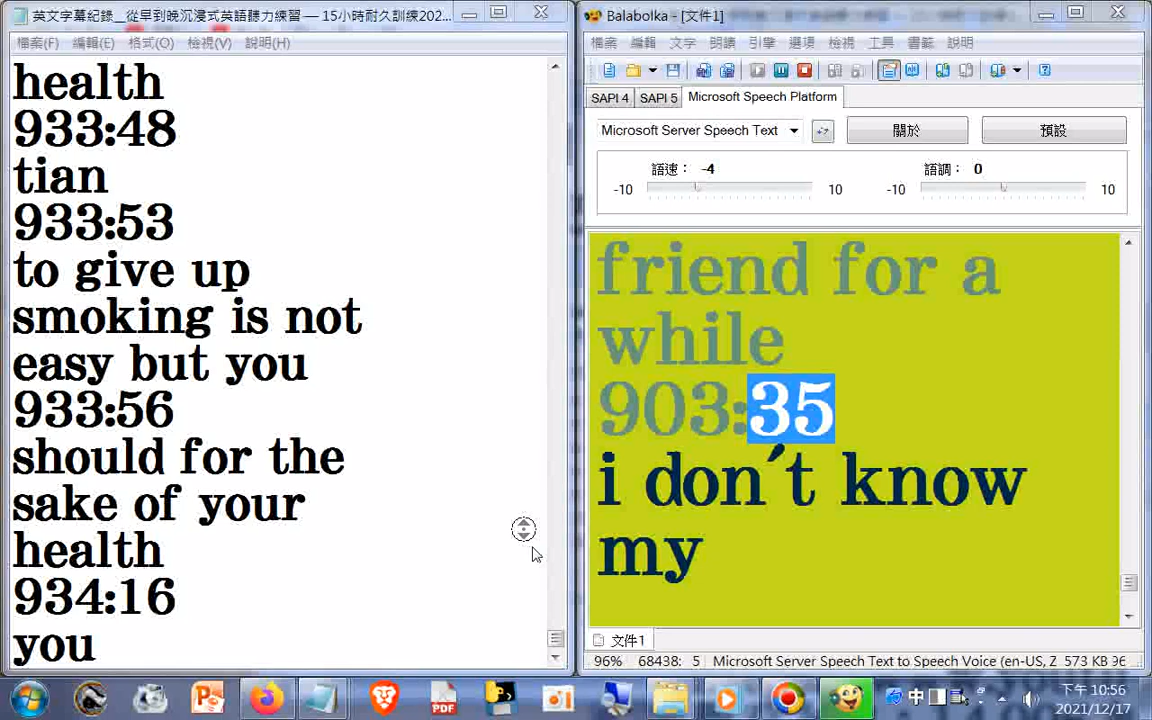 英文字幕紀錄__從早到晚沉浸式英語聽力練習 — 15小時耐久訓練202...
檔案(F) 編輯(E) 格式(O) 檢視(V) 說明(H)
health
933:48
tian
933:53
to give up
smoking is not
easy but you
933:56
should for the
sake of your
health
934:16
you
Balabolka - [文件1]
檔案 編輯 文字 朗讀 引擎 選項 檢視 工具 書籤 說明
SAPI 4 SAPI 5 Microsoft Speech Platform
Microsoft Server Speech Text 關於 預設
語速： -4 語調： 0
-10 10 -10 10
friend for a
while
903:35
i don't know
my
文件1
96% 68438: 5 Microsoft Server Speech Text to Speech Voice (en-US, Z 573 KB 96
PDF
中
下午 10:56
2021/12/17